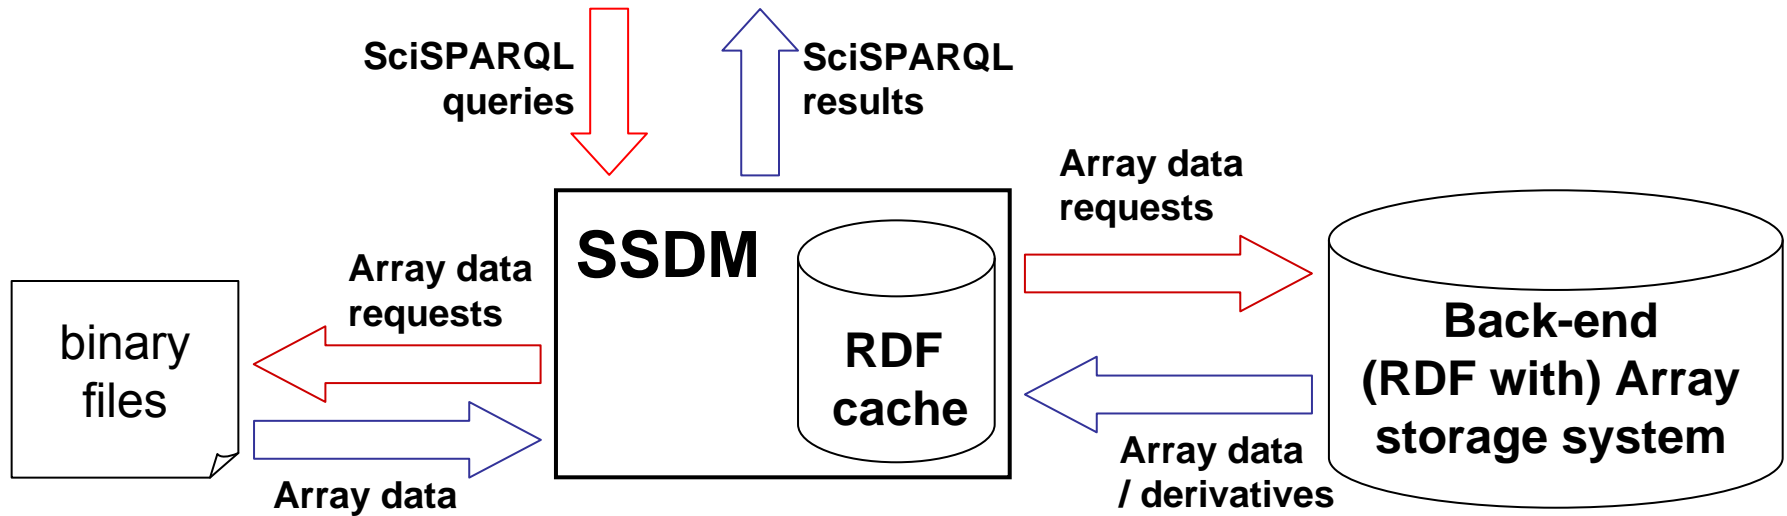 SciSPARQL
queries
SciSPARQL
results
Array data
requests
SSDM
Array data
requests
binary
files
RDF
cache
Back-end
(RDF with) Array
storage system
Array data
Array data
/ derivatives